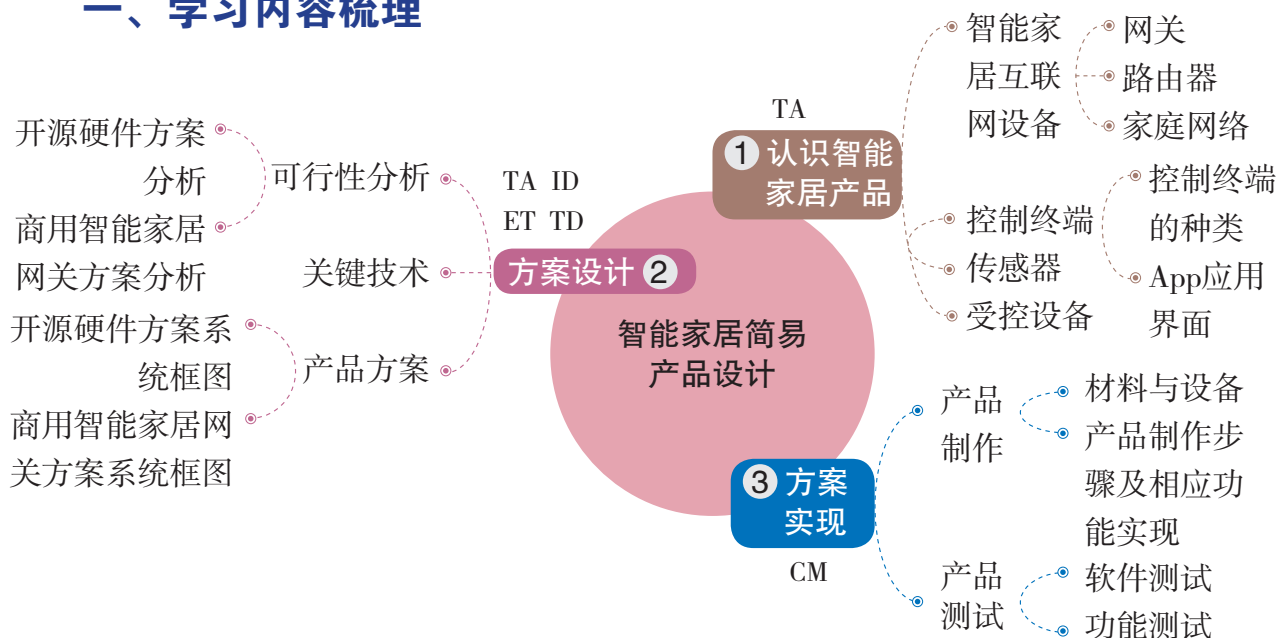 一、学习内容梳理
TA
1 认识智能
家居产品
智能家
居互联
网设备
网关
路由器
家庭网络
控制终端
传感器
受控设备
控制终端
的种类
App应用
界面
TA ID
ET TD
方案设计 2
可行性分析
开源硬件方案
分析
商用智能家居
网关方案分析
关键技术
产品方案
开源硬件方案系
统框图
商用智能家居网
关方案系统框图
智能家居简易
产品设计
3 方案
实现
CM
产品
制作
材料与设备
产品制作步
骤及相应功
能实现
产品
测试
软件测试
功能测试